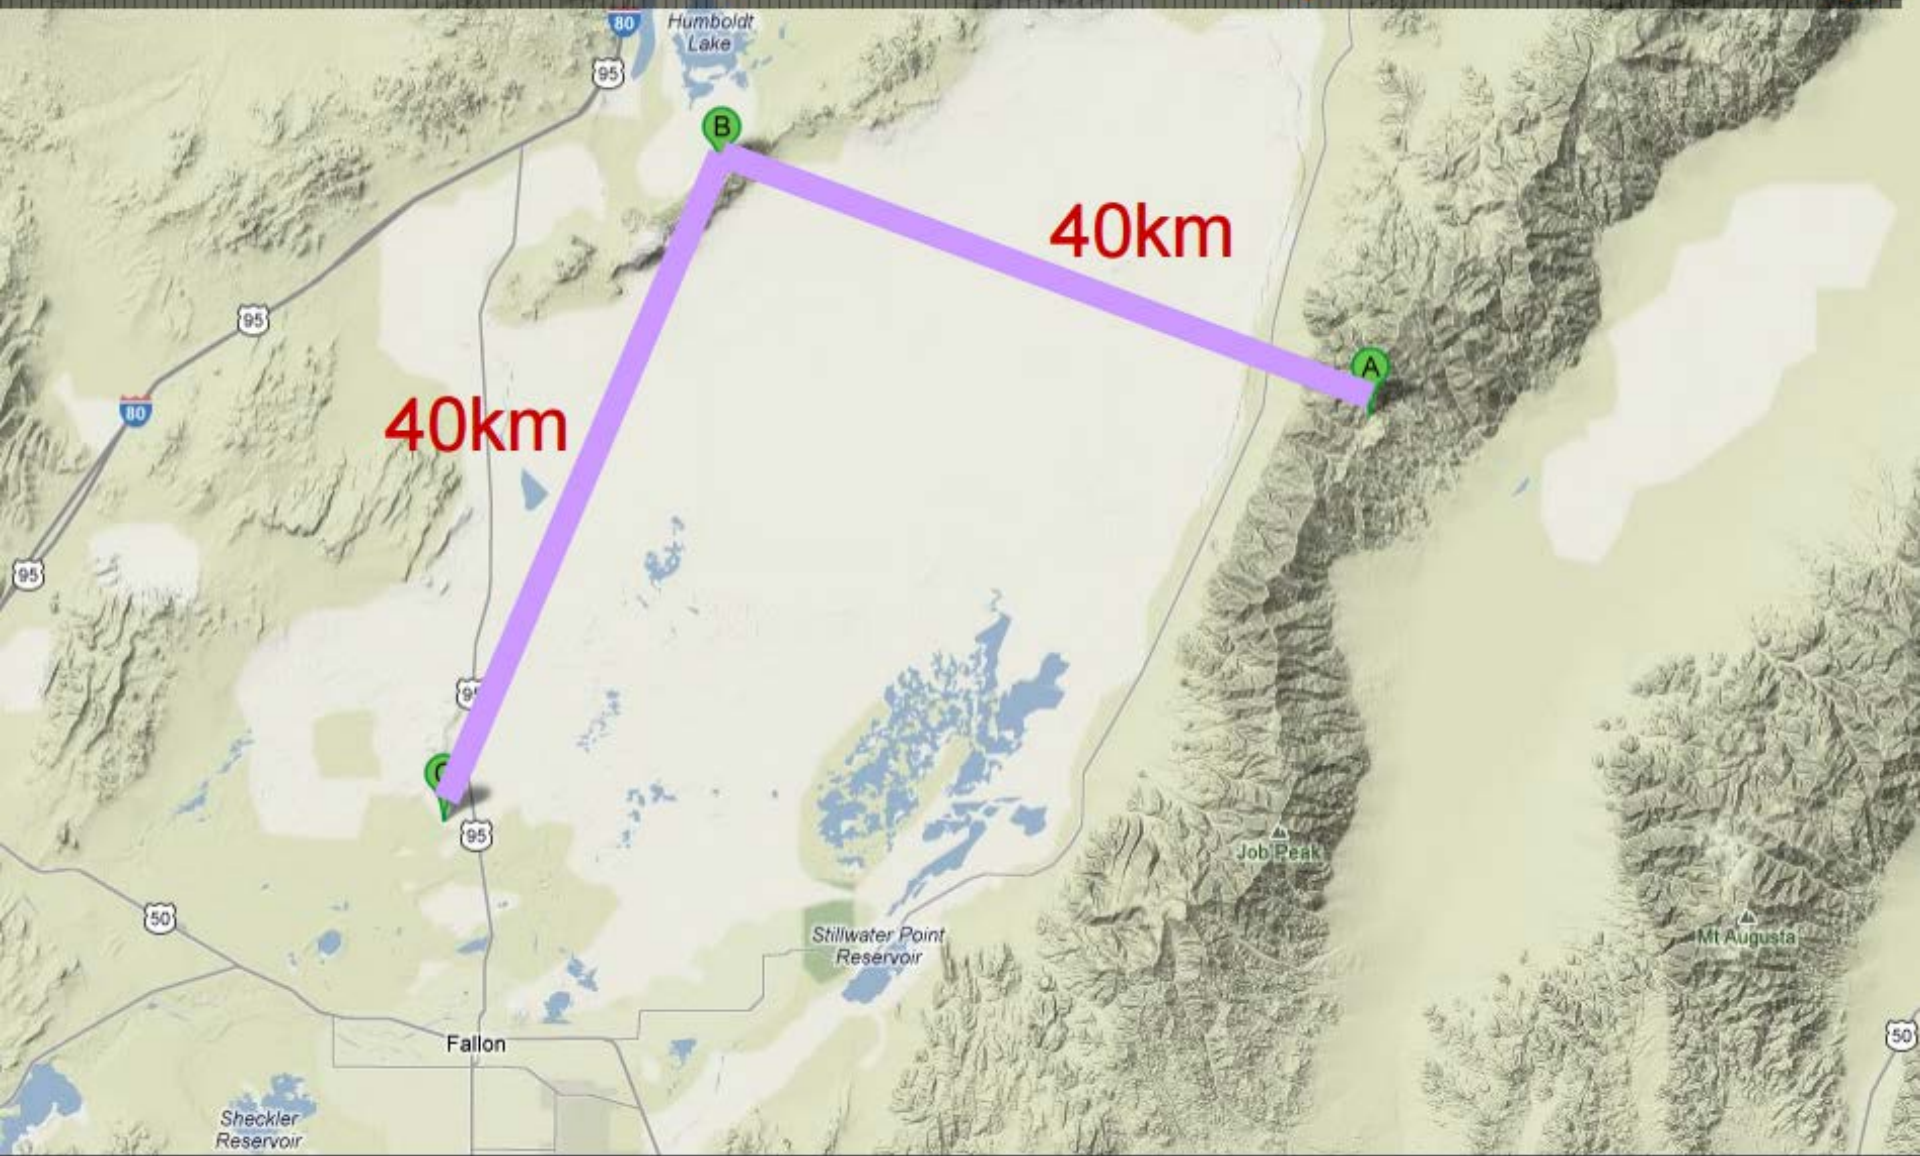 80
Humboldt
Lake
95
B
40km
95
A
80
40km
95
95
C
95
Job Peak
50
Stillwater Point
Reservoir
Mt Augusta
Fallon
50
Sheckler
Reservoir